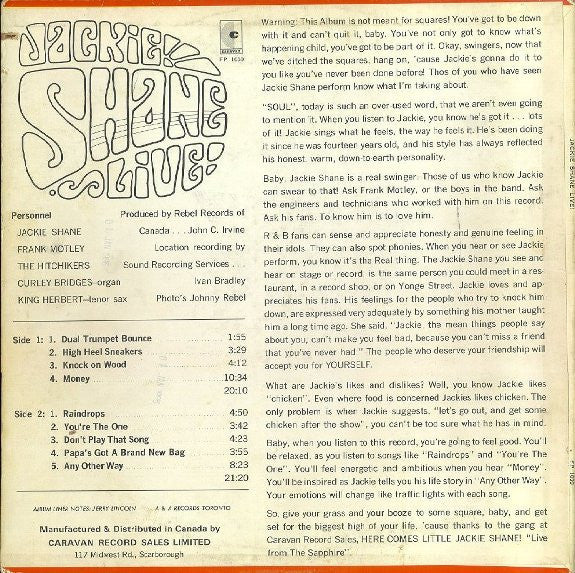 JACKIE!
SHANE
LIVE!
C
CARAVAN
Personnel
Produced by Rebel Records of
JACKIE SHANE
Canada . . . John C. Irvine
FRANK MOTLEY
Location recording by
THE HITCHIKERS
Sound Recording Services . . .
CURLEY BRIDGES-organ
Ivan Bradley
KING HERBERT—tenor sax
Photo's Johnny Rebel
Side 1: 1. Dual Trumpet Bounce 1:55
2. High Heel Sneakers 3:29
3. Knock on Wood 4:12
4. Money 10:34
20:10
Side 2: 1. Raindrops 4:50
2. You're The One 3:42
3. Don't Play That Song 4:23
4. Papa's Got A Brand New Bag 3:55
5. Any Other Way 8:23
21:20
ALBUM LINER NOTES: JERRY LINCOLN A & A RECORDS TORONTO
Manufactured & Distributed in Canada by
CARAVAN RECORD SALES LIMITED
117 Midwest Rd., Scarborough
Warning: This Album is not meant for squares! You've got to be down
with it and can't quit it, baby. You've not only got to know what's
happening child, you've got to be part of it. Okay, swingers, now that
we've ditched the squares, hang on, 'cause Jackie's gonna do it to
you like you've never been done before! Thos of you who have seen
Jackie Shane perform know what I'm taking about.
"SOUL", today is such an over-used word, that we aren't even going
to mention it. When you listen to Jackie, you know he's got it . . . lots
of it! Jackie sings what he feels, the way he feels it. He's been doing
it since he was fourteen years old, and his style has always reflected
his honest, warm, down-to-earth personality.
Baby, Jackie Shane is a real swinger. Those of us who know Jackie
can swear to that! Ask Frank Motley, or the boys in the band. Ask
the engineers and technicians who worked with him on this record.
Ask his fans. To know him is to love him.
R & B fans can sense and appreciate honesty and genuine feeling in
their idols. They can also spot phonies. When you hear or see Jackie
perform, you know it's the Real thing. The Jackie Shane you see and
hear on stage or record is the same person you could meet in a res-
taurant, in a record shop, or on Yonge Street. Jackie loves and ap-
preciates his fans. His feelings for the people who try to knock him
down, are expressed very adequately by something his mother taught
him a long time ago. She said, "Jackie, the mean things people say
about you, can't make you feel bad, because you can't miss a friend
that you've never had." The people who deserve your friendship will
accept you for YOURSELF.
What are Jackie's likes and dislikes? Well, you know Jackie likes
"chicken". Even where food is concerned Jackies likes chicken. The
only problem is when Jackie suggests, "let's go out, and get some
chicken after the show", you can't be too sure what he has in mind.
Baby, when you listen to this record, you're going to feel good. You'll
be relaxed, as you listen to songs like "Raindrops" and "You're The
One". You'll feel energetic and ambitious when you hear "Money".
You'll be inspired as Jackie tells you his life story in "Any Other Way".
Your emotions will change like traffic lights with each song.
So, give your grass and your booze to some square, baby, and get
set for the biggest high of your life, 'cause thanks to the gang at
Caravan Record Sales, HERE COMES LITTLE JACKIE SHANE! "Live
from The Sapphire".
JACKIE SHANE LIVE!